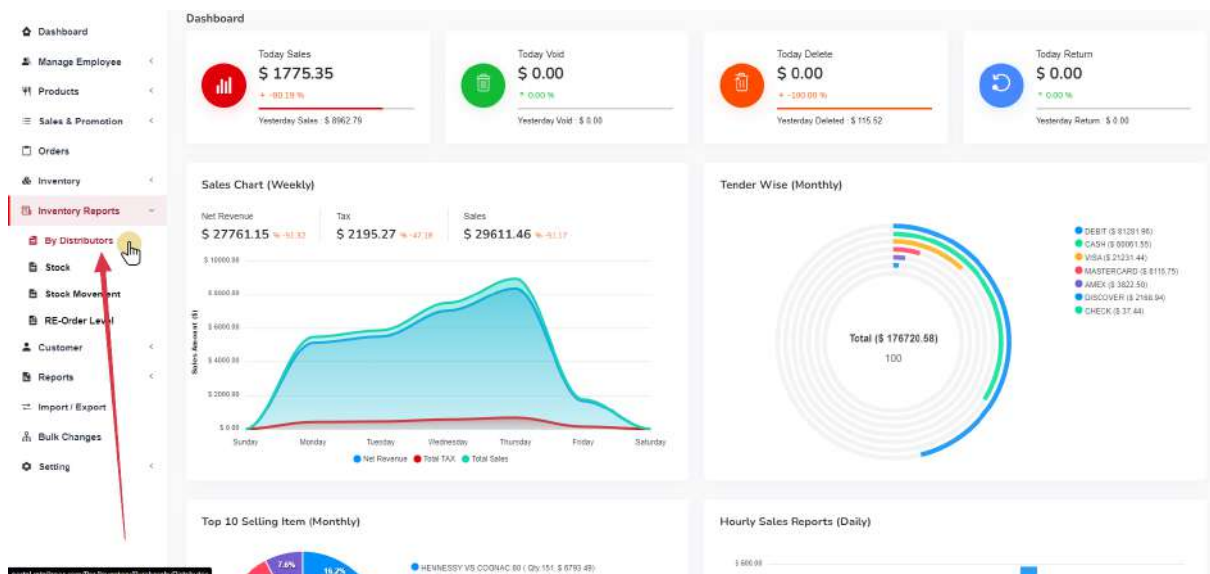 Dashboard
Manage Employee
Products
Sales & Promotion
Orders
Inventory
Inventory Reports
By Distributors
Stock
Stock Movement
RE-Order Level
Customer
Reports
Import / Export
Bulk Changes
Setting
Dashboard
Today Sales
$ 1775.35
-80.19 %
Yesterday Sales : $ 8962.79
Today Void
$ 0.00
0.00 %
Yesterday Void : $ 0.00
Today Delete
$ 0.00
-100.00 %
Yesterday Deleted : $ 115.52
Today Return
$ 0.00
0.00 %
Yesterday Return : $ 0.00
Sales Chart (Weekly)
Net Revenue
$ 27761.15
Tax
$ 2195.27
Sales
$ 29611.46
$ 10000.00
$ 8000.00
$ 6000.00
$ 4000.00
$ 2000.00
$ 0.00
Sales Amount ($)
Sunday Monday Tuesday Wednesday Thursday Friday Saturday
Net Revenue Total TAX Total Sales
Tender Wise (Monthly)
Total ($ 176720.58)
100
DEBIT
CASH
VISA ($ 21231.44)
MASTERCARD ($ 8115.75)
AMEX ($ 3822.50)
DISCOVER
CHECK ($ 37.44)
Top 10 Selling Item (Monthly)
7.6%
16.2%
HENNESSY VS COGNAC 80 ( Qty.151, $ 6793.49)
Hourly Sales Reports (Daily)
$ 600.00